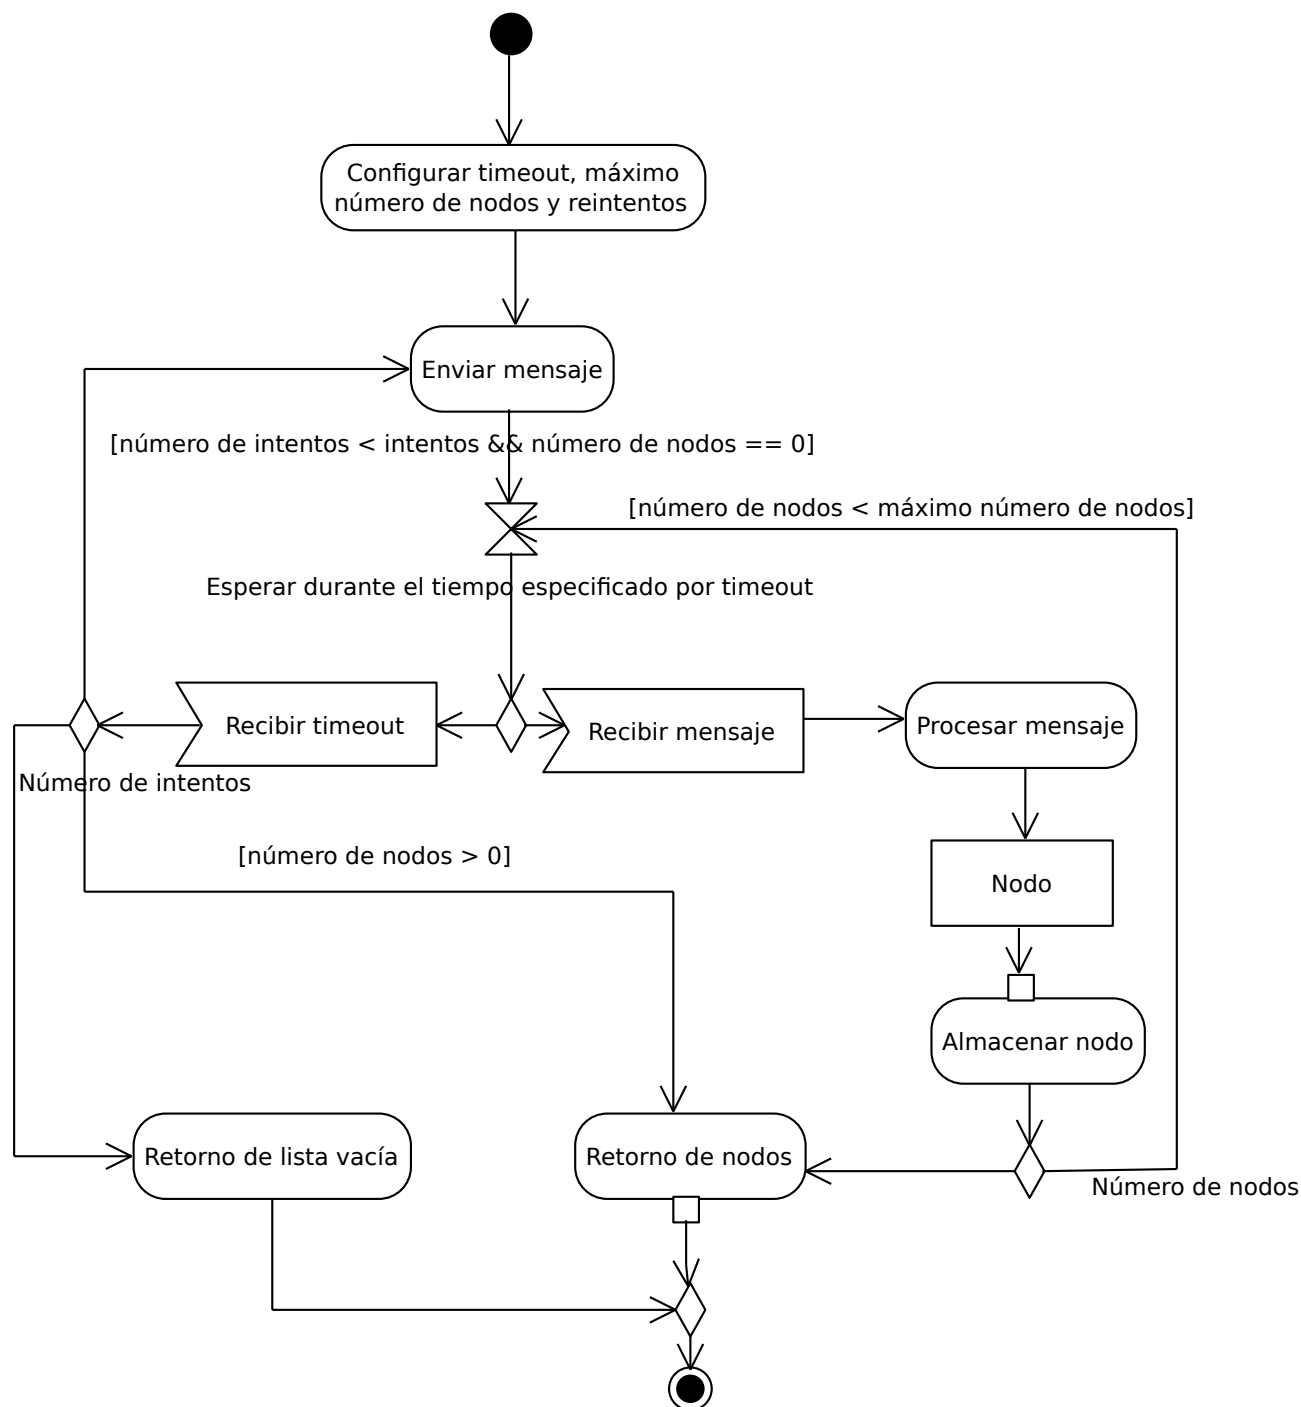 Configurar timeout, máximo
número de nodos y reintentos
Enviar mensaje
[número de intentos < intentos && número de nodos == 0]
[número de nodos < máximo número de nodos]
Esperar durante el tiempo especificado por timeout
Recibir timeout
Recibir mensaje
Procesar mensaje
Número de intentos
[número de nodos > 0]
Nodo
Almacenar nodo
Retorno de lista vacía
Retorno de nodos
Número de nodos